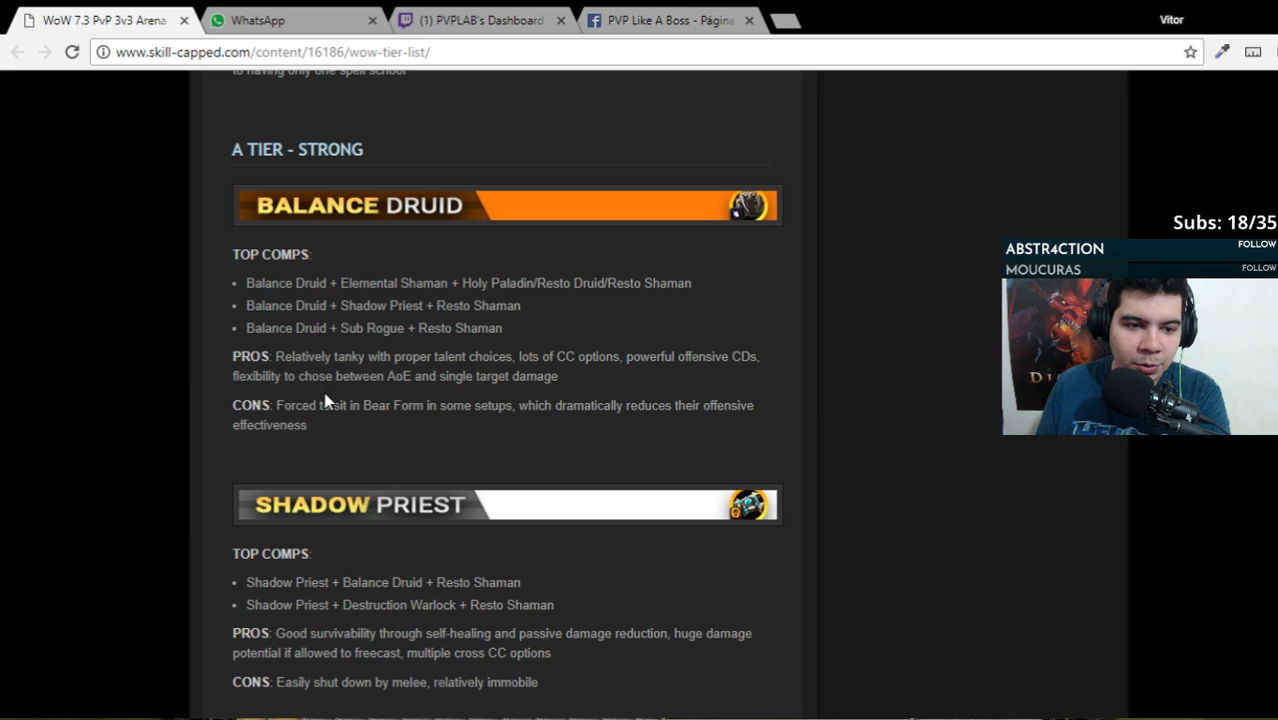 WoW 7.3 PvP 3v3 Arena
WhatsApp
(1) PVPLAB's Dashboard
PVP Like A Boss - Página
Vitor
www.skill-capped.com/content/16186/wow-tier-list/
to having only one spell school
A TIER - STRONG
BALANCE DRUID
TOP COMPS:
• Balance Druid + Elemental Shaman + Holy Paladin/Resto Druid/Resto Shaman
• Balance Druid + Shadow Priest + Resto Shaman
• Balance Druid + Sub Rogue + Resto Shaman
PROS: Relatively tanky with proper talent choices, lots of CC options, powerful offensive CDs,
flexibility to chose between AoE and single target damage
CONS: Forced to sit in Bear Form in some setups, which dramatically reduces their offensive
effectiveness
SHADOW PRIEST
TOP COMPS:
• Shadow Priest + Balance Druid + Resto Shaman
• Shadow Priest + Destruction Warlock + Resto Shaman
PROS: Good survivability through self-healing and passive damage reduction, huge damage
potential if allowed to freecast, multiple cross CC options
CONS: Easily shut down by melee, relatively immobile
Subs: 18/35
ABSTR4CTION FOLLOW
MOUCURAS FOLLOW